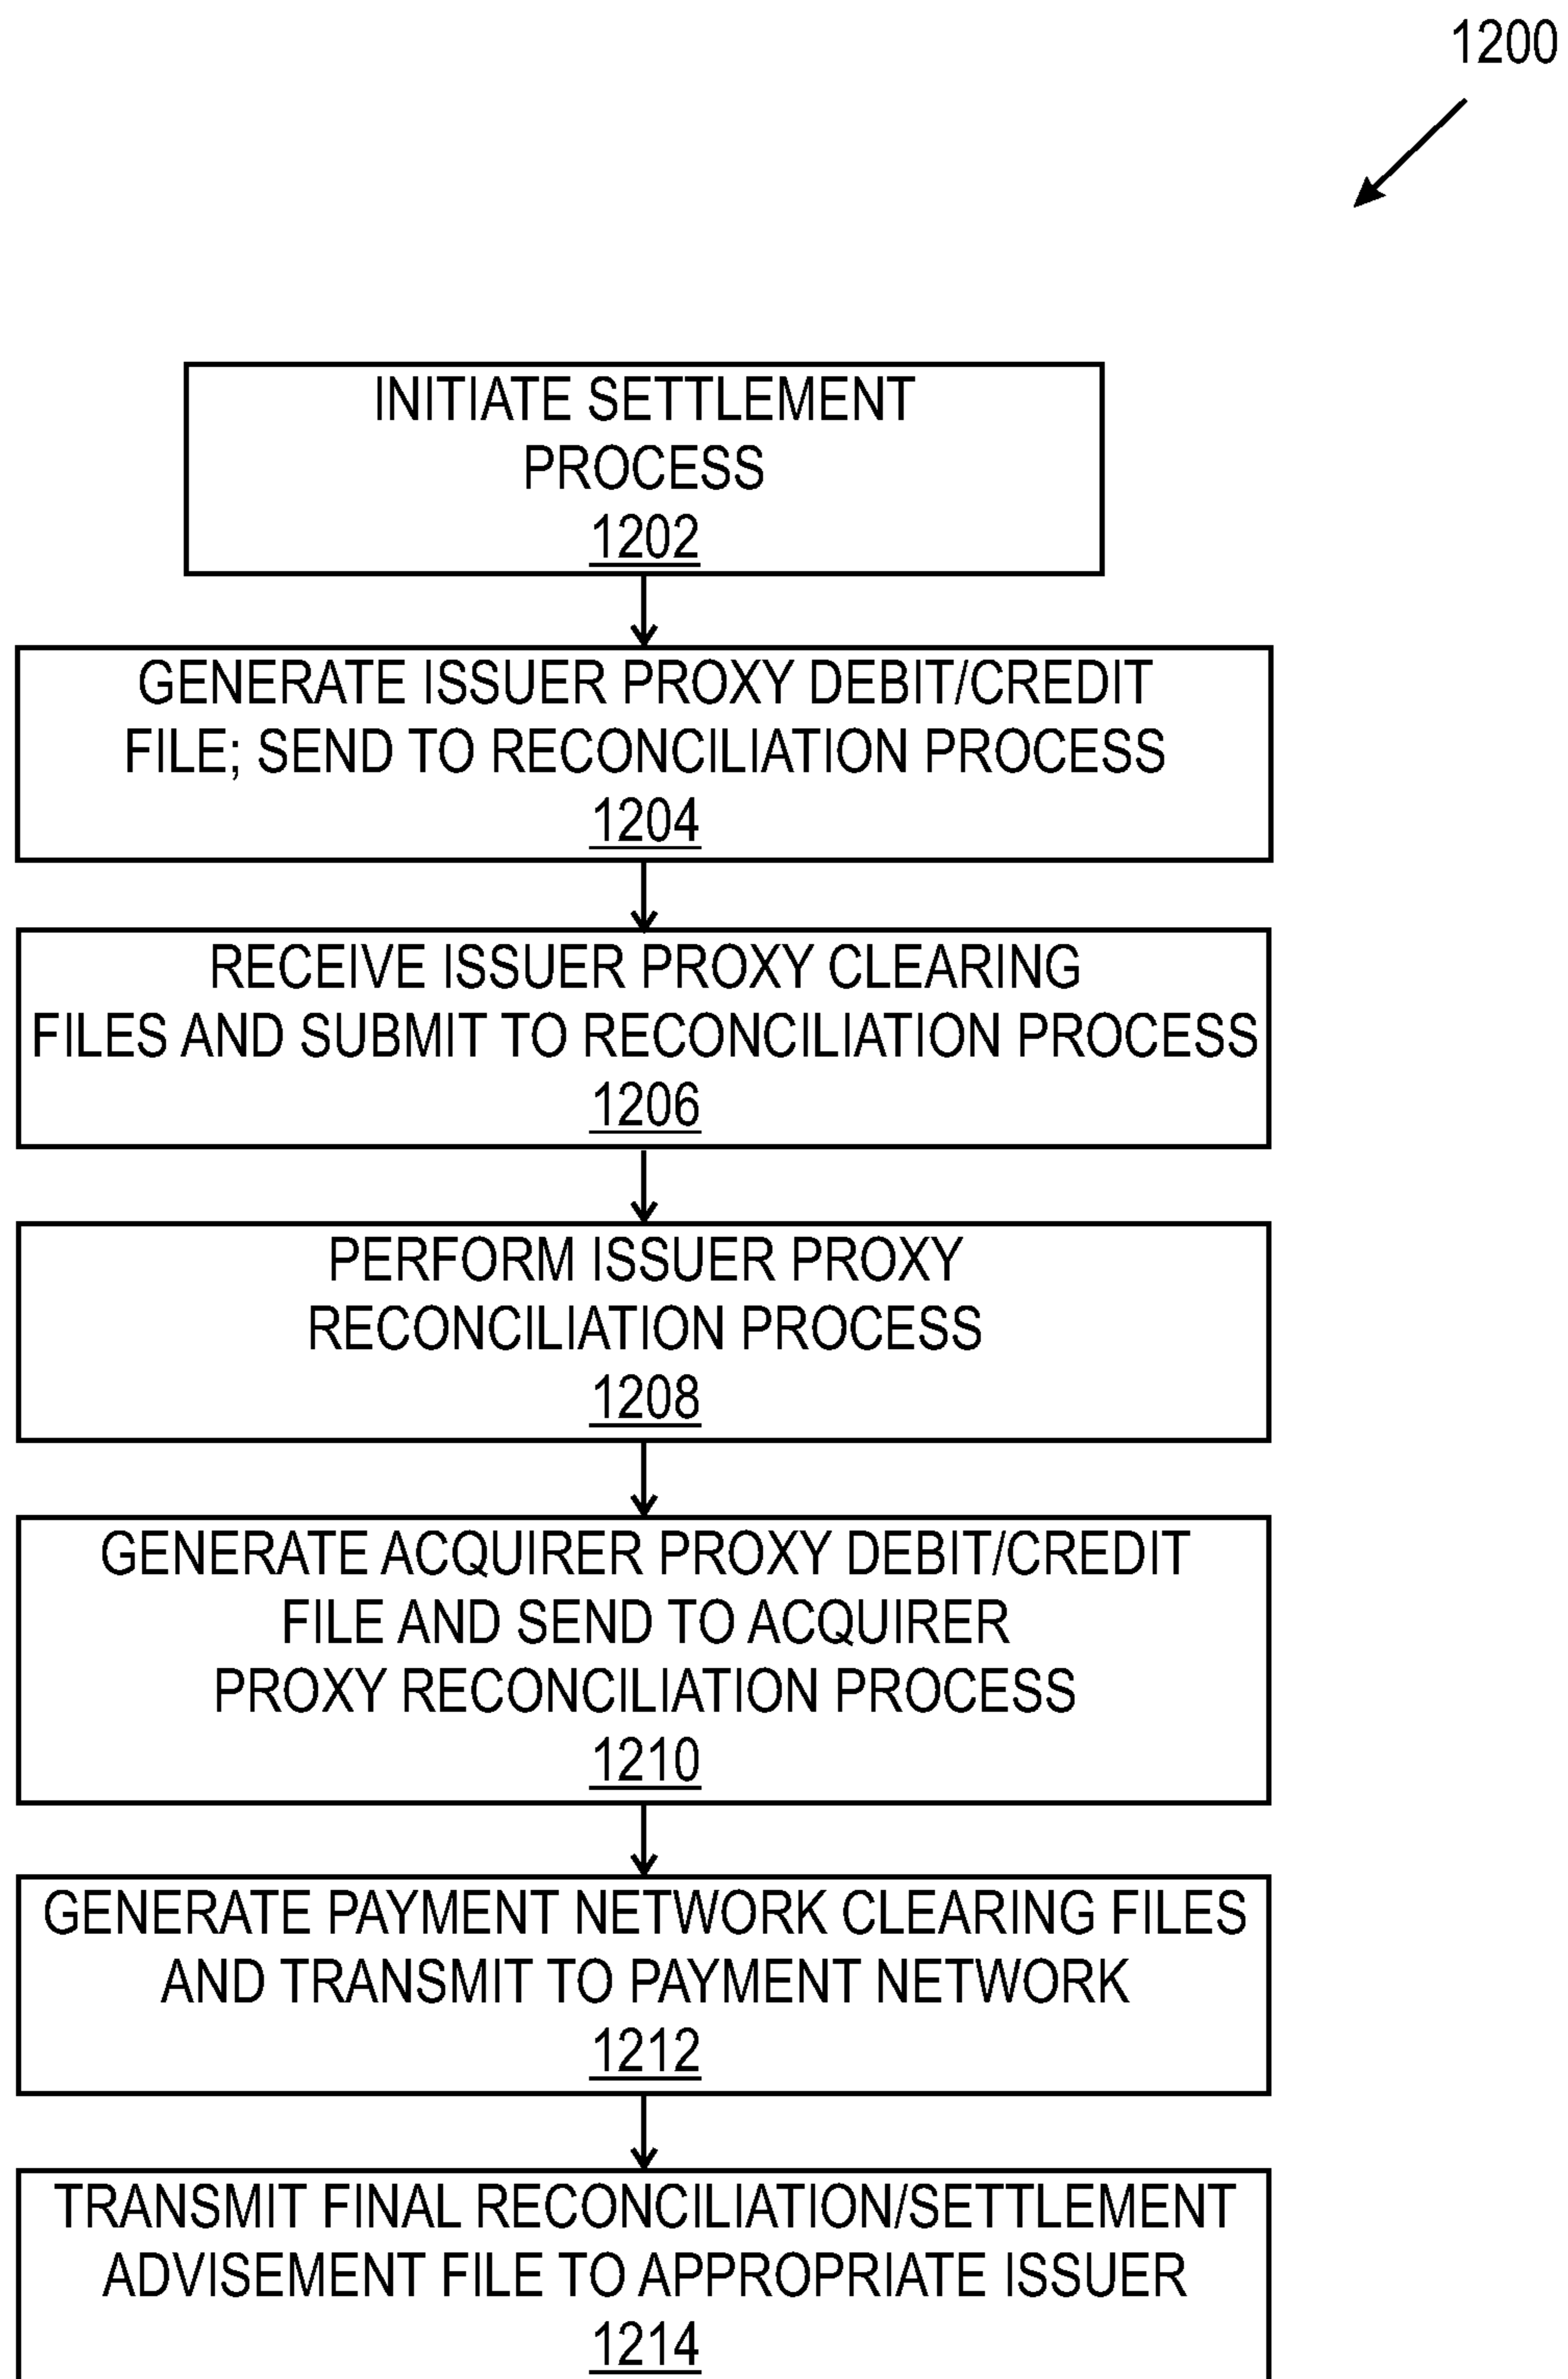 1200
INITIATE SETTLEMENT
PROCESS
1202
GENERATE ISSUER PROXY DEBIT/CREDIT
FILE; SEND TO RECONCILIATION PROCESS
1204
RECEIVE ISSUER PROXY CLEARING
FILES AND SUBMIT TO RECONCILIATION PROCESS
1206
PERFORM ISSUER PROXY
RECONCILIATION PROCESS
1208
GENERATE ACQUIRER PROXY DEBIT/CREDIT
FILE AND SEND TO ACQUIRER
PROXY RECONCILIATION PROCESS
1210
GENERATE PAYMENT NETWORK CLEARING FILES
AND TRANSMIT TO PAYMENT NETWORK
1212
TRANSMIT FINAL RECONCILIATION/SETTLEMENT
ADVISEMENT FILE TO APPROPRIATE ISSUER
1214